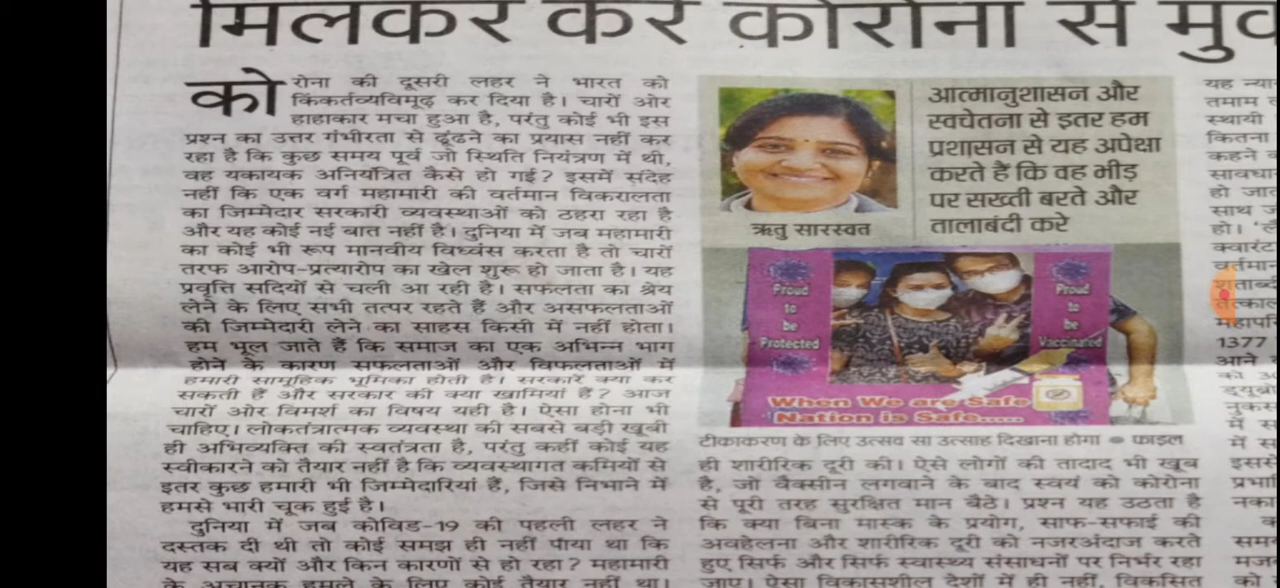 मिलकर करें कोरोना से
कोरोना की दूसरी लहर ने भारत को
किंकर्तव्यविमूढ़ कर दिया है। चारों ओर
हाहाकार मचा हुआ है, परंतु कोई भी इस
प्रश्न का उत्तर गंभीरता से ढूंढने का प्रयास नहीं कर
रहा है कि कुछ समय पूर्व जो स्थिति नियंत्रण में थी,
वह यकायक अनियंत्रित कैसे हो गई? इसमें संदेह
नहीं कि एक वर्ग महामारी की वर्तमान विकरालता
का जिम्मेदार सरकारी व्यवस्थाओं को ठहरा रहा है
और यह कोई नई बात नहीं है। दुनिया में जब महामारी
का कोई भी रूप मानवीय विध्वंस करता है तो चारों
तरफ आरोप-प्रत्यारोप का खेल शुरू हो जाता है। यह
प्रवृत्ति सदियों से चली आ रही है। सफलता का श्रेय
लेने के लिए सभी तत्पर रहते हैं और असफलताओं
की जिम्मेदारी लेने का साहस किसी में नहीं होता।
हम भूल जाते हैं कि समाज का एक अभिन्न भाग
होने के कारण सफलताओं और विफलताओं में
हमारी सामूहिक भूमिका होती है। सरकारें क्या कर
सकती हैं और सरकार की क्या खामियां हैं? आज
चारों ओर विमर्श का विषय यही है। ऐसा होना भी
चाहिए। लोकतंत्रात्मक व्यवस्था की सबसे बड़ी खूबी
ही अभिव्यक्ति की स्वतंत्रता है, परंतु कहीं कोई यह
स्वीकारने को तैयार नहीं है कि व्यवस्थागत कमियों से
इतर कुछ हमारी भी जिम्मेदारियां हैं, जिसे निभाने में
हमसे भारी चूक हुई है।
दुनिया में जब कोविड-19 की पहली लहर ने
दस्तक दी थी तो कोई समझ ही नहीं पाया था कि
यह सब क्यों और किन कारणों से हो रहा? महामारी
के अचानक हमले के लिए कोई तैयार नहीं था।
ऋतु सारस्वत
आत्मानुशासन और
स्वचेतना से इतर हम
प्रशासन से यह अपेक्षा
करते हैं कि वह भीड़
पर सख्ती बरते और
तालाबंदी करे
Proud
to
be
Protected
Proud
to
be
Vaccinated
When We are Safe
Nation is Safe......
टीकाकरण के लिए उत्सव सा उत्साह दिखाना होगा ● फाइल
ही शारीरिक दूरी की। ऐसे लोगों की तादाद भी खूब
है, जो वैक्सीन लगवाने के बाद स्वयं को कोरोना
से पूरी तरह सुरक्षित मान बैठे। प्रश्न यह उठता है
कि क्या बिना मास्क के प्रयोग, साफ-सफाई की
अवहेलना और शारीरिक दूरी को नजरअंदाज करते
हुए सिर्फ और सिर्फ स्वास्थ्य संसाधनों पर निर्भर रहा
जाए। ऐसा विकासशील देशों में ही नहीं, विकसित
यह
तमाम
स्थायी
कितना
कहने
हो
साथ
हो।
1377
आने
में
में
इससे